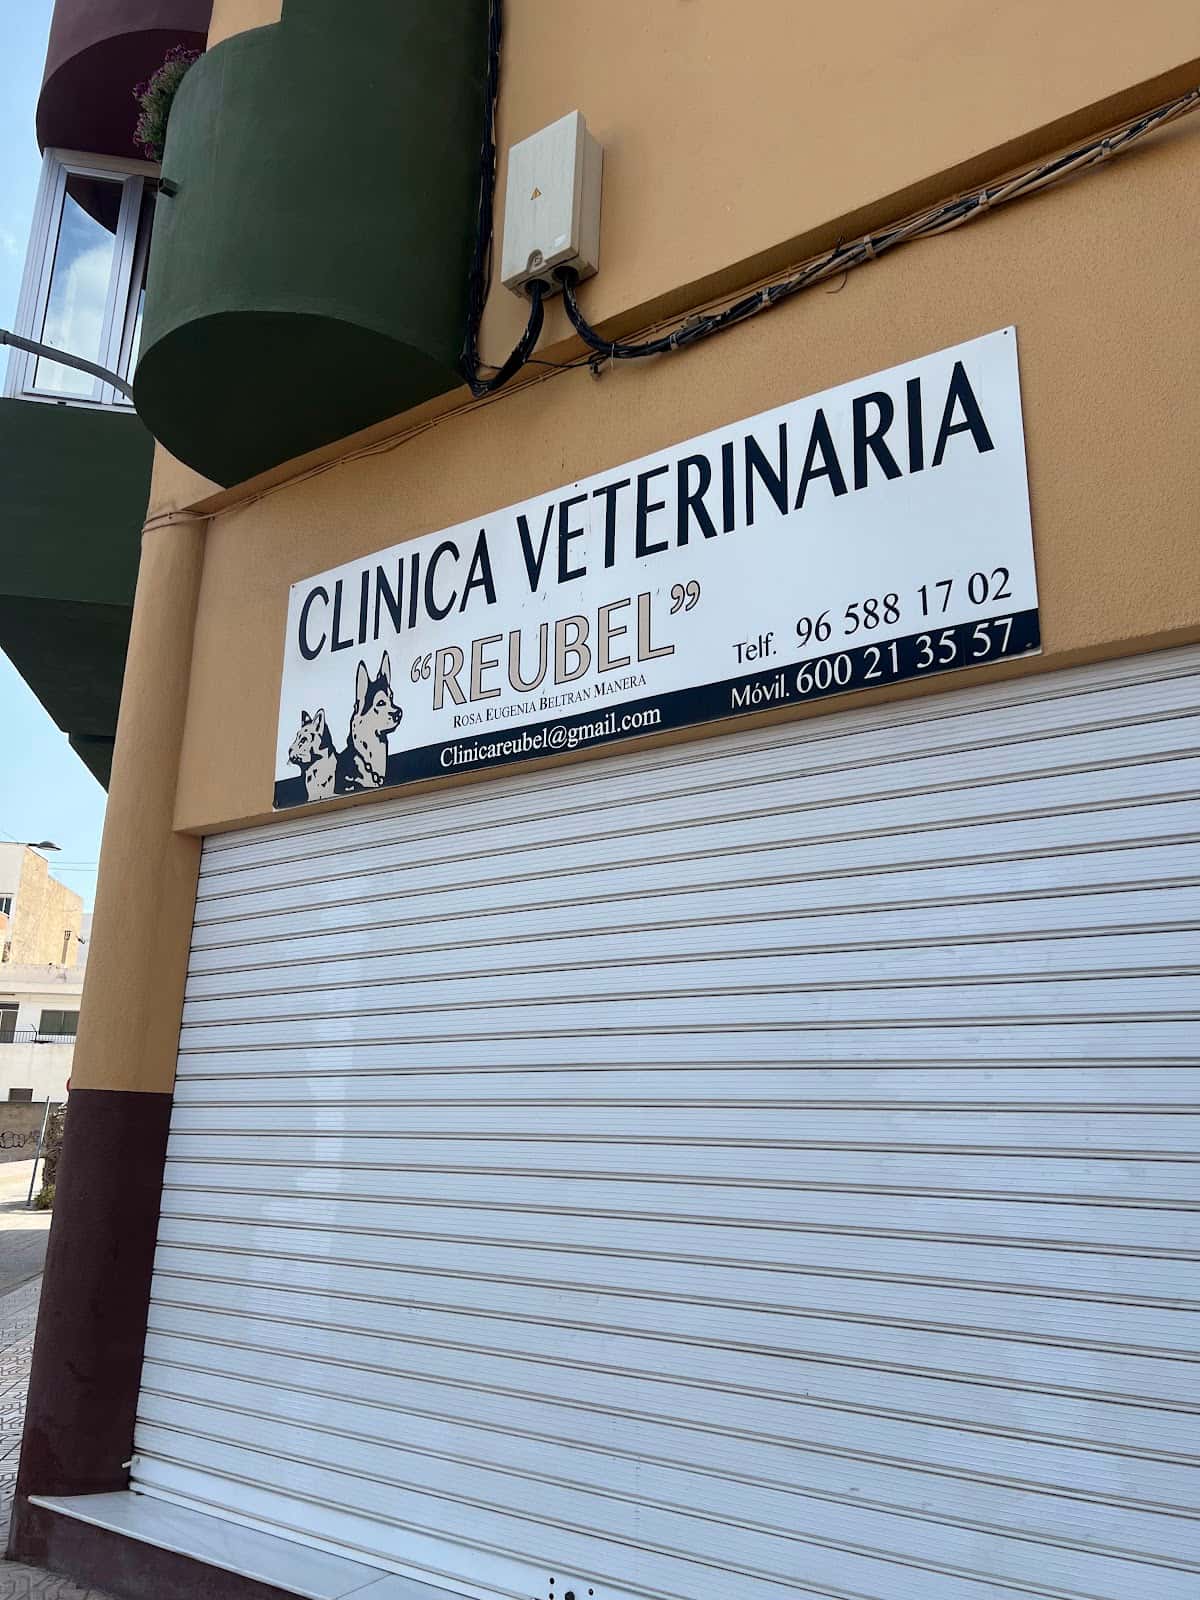 CLINICA VETERINARIA
“REUBEL”
ROSA EUGENIA BELTRAN MANERA
Telf. 96 588 17 02
Clinicareubel@gmail.com
Móvil. 600 21 35 57